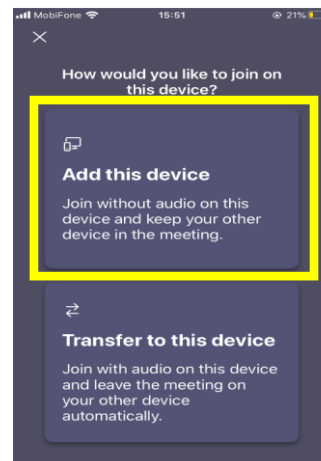 MobiFone 15:51 21%
How would you like to join on
this device?
Add this device
Join without audio on this
device and keep your other
device in the meeting.
Transfer to this device
Join with audio on this device
and leave the meeting on
your other device
automatically.